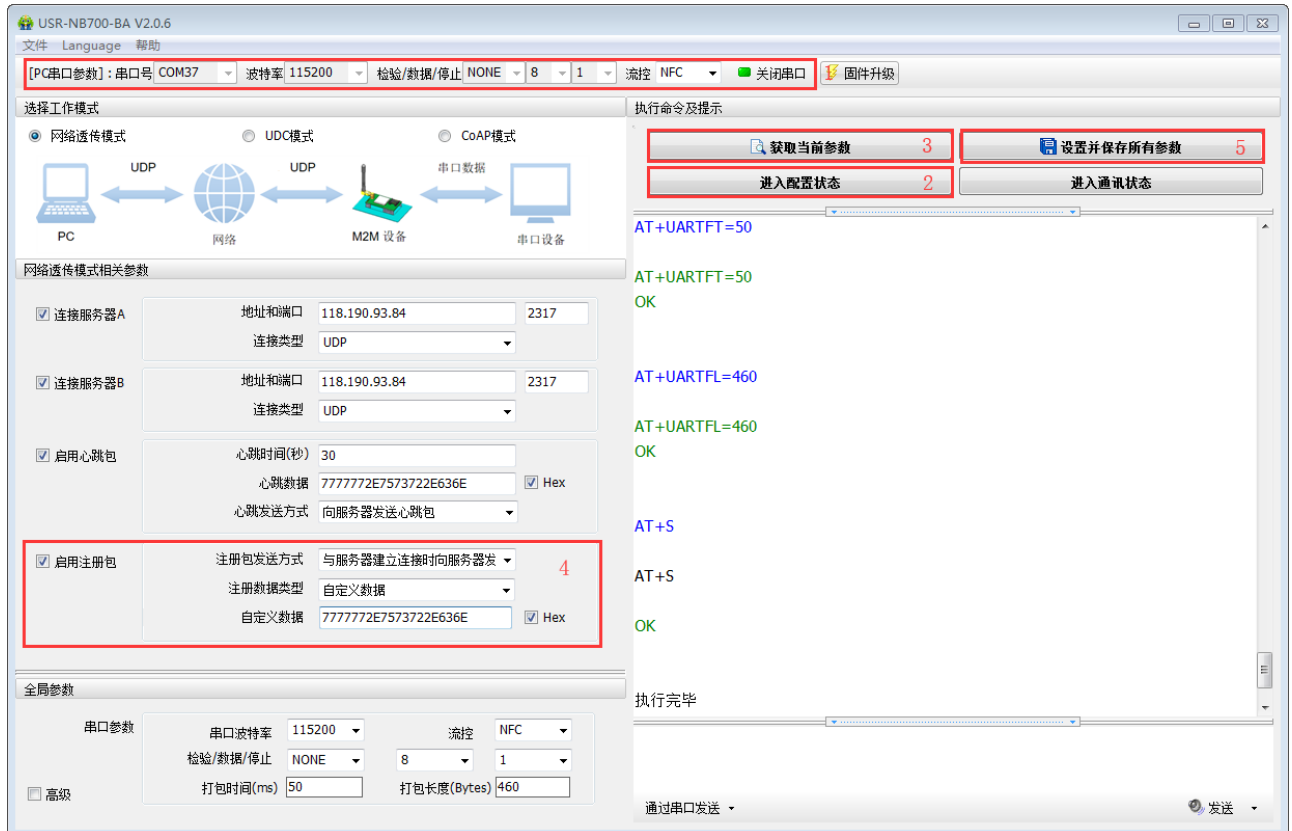 USR-NB700-BA V2.0.6
文件 Language 帮助
[PC串口参数]：串口号 COM37 波特率 115200 检验/数据/停止 NONE 8 1 流控 NFC 关闭串口 固件升级
选择工作模式
网络透传模式 UDC模式 CoAP模式
UDP UDP 串口数据
PC 网络 M2M 设备 串口设备
网络透传模式相关参数
连接服务器A 地址和端口 118.190.93.84 2317
连接类型 UDP
连接服务器B 地址和端口 118.190.93.84 2317
连接类型 UDP
启用心跳包 心跳时间(秒) 30
心跳数据 7777772E7573722E636E Hex
心跳发送方式 向服务器发送心跳包
启用注册包 注册包发送方式 与服务器建立连接时向服务器发
4
注册数据类型 自定义数据
自定义数据 7777772E7573722E636E Hex
全局参数
串口参数 串口波特率 115200 流控 NFC
检验/数据/停止 NONE 8 1
高级 打包时间(ms) 50 打包长度(Bytes) 460
执行命令及提示
获取当前参数 3 设置并保存所有参数 5
进入配置状态 2 进入通讯状态
AT+UARTFT=50
AT+UARTFT=50
OK
AT+UARTFL=460
AT+UARTFL=460
OK
AT+S
AT+S
OK
执行完毕
通过串口发送 发送